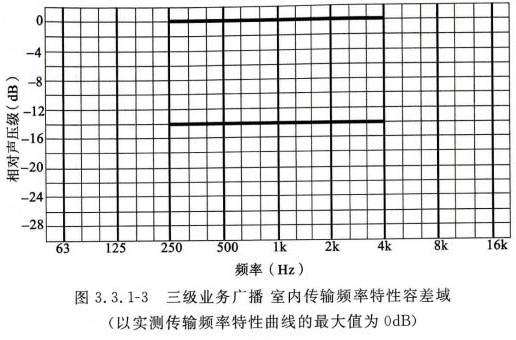 0
-4
-8
-12
-16
-20
-24
-28
相对声压级(dB)
63 125 250 500 1k 2k 4k 8k 16k
频率(Hz)
图 3.3.1-3 三级业务广播 室内传输频率特性容差域
(以实测传输频率特性曲线的最大值为 0dB)